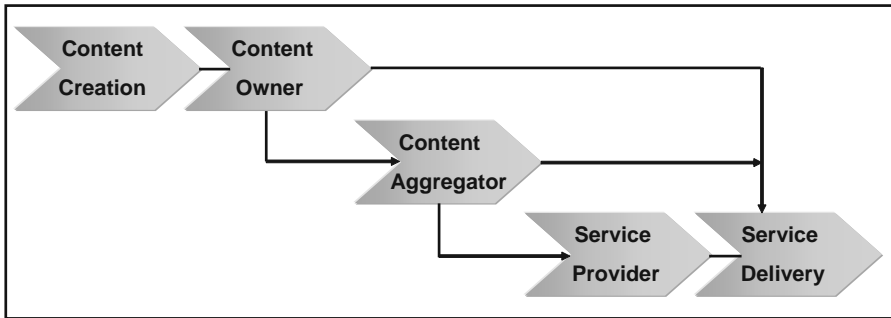 Content
Creation
Content
Owner
Content
Aggregator
Service
Provider
Service
Delivery